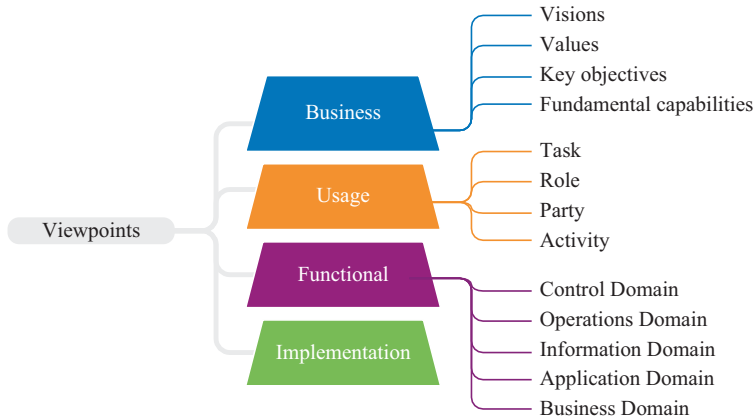 Viewpoints
Business
Visions
Values
Key objectives
Fundamental capabilities
Usage
Task
Role
Party
Activity
Functional
Control Domain
Operations Domain
Information Domain
Application Domain
Business Domain
Implementation